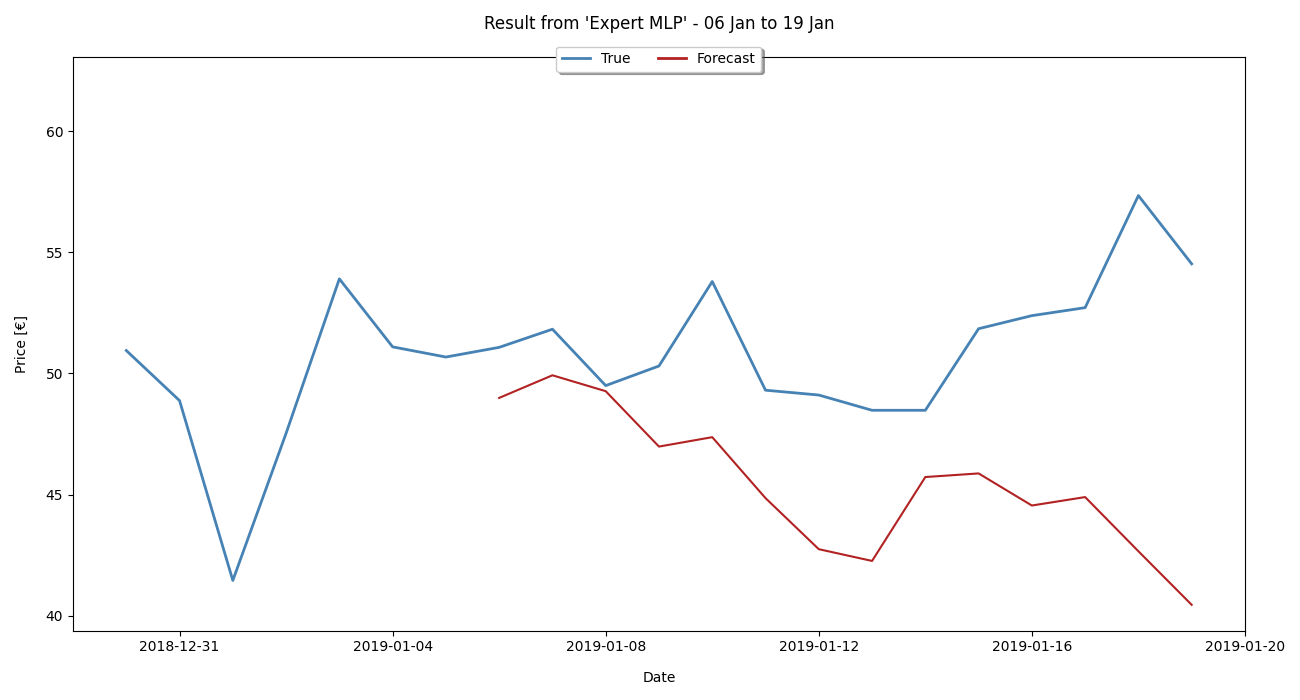 Result from 'Expert MLP' - 06 Jan to 19 Jan
True Forecast
60
55
50
45
40
Price [€]
2018-12-31 2019-01-04 2019-01-08 2019-01-12 2019-01-16 2019-01-20
Date